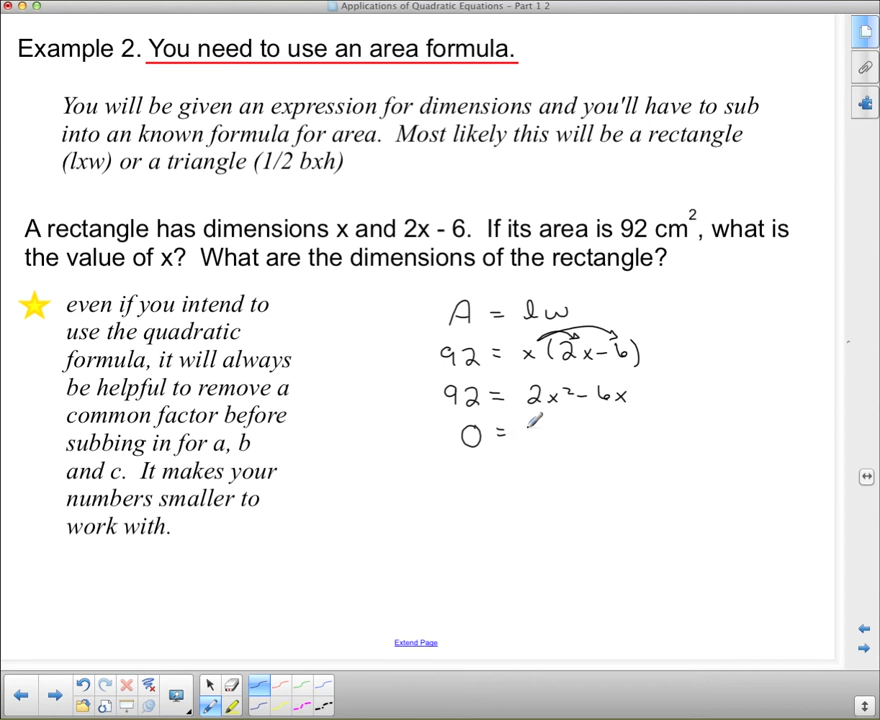 Applications of Quadratic Equations - Part 1 2
Example 2. You need to use an area formula.
You will be given an expression for dimensions and you'll have to sub
into an known formula for area. Most likely this will be a rectangle
(lxw) or a triangle (1/2 bxh)
A rectangle has dimensions x and 2x - 6. If its area is 92 cm², what is
the value of x? What are the dimensions of the rectangle?
even if you intend to
use the quadratic
formula, it will always
be helpful to remove a
common factor before
subbing in for a, b
and c. It makes your
numbers smaller to
work with.
A = lw
92 = x(2x-6)
92 = 2x²-6x
0 =
Extend Page